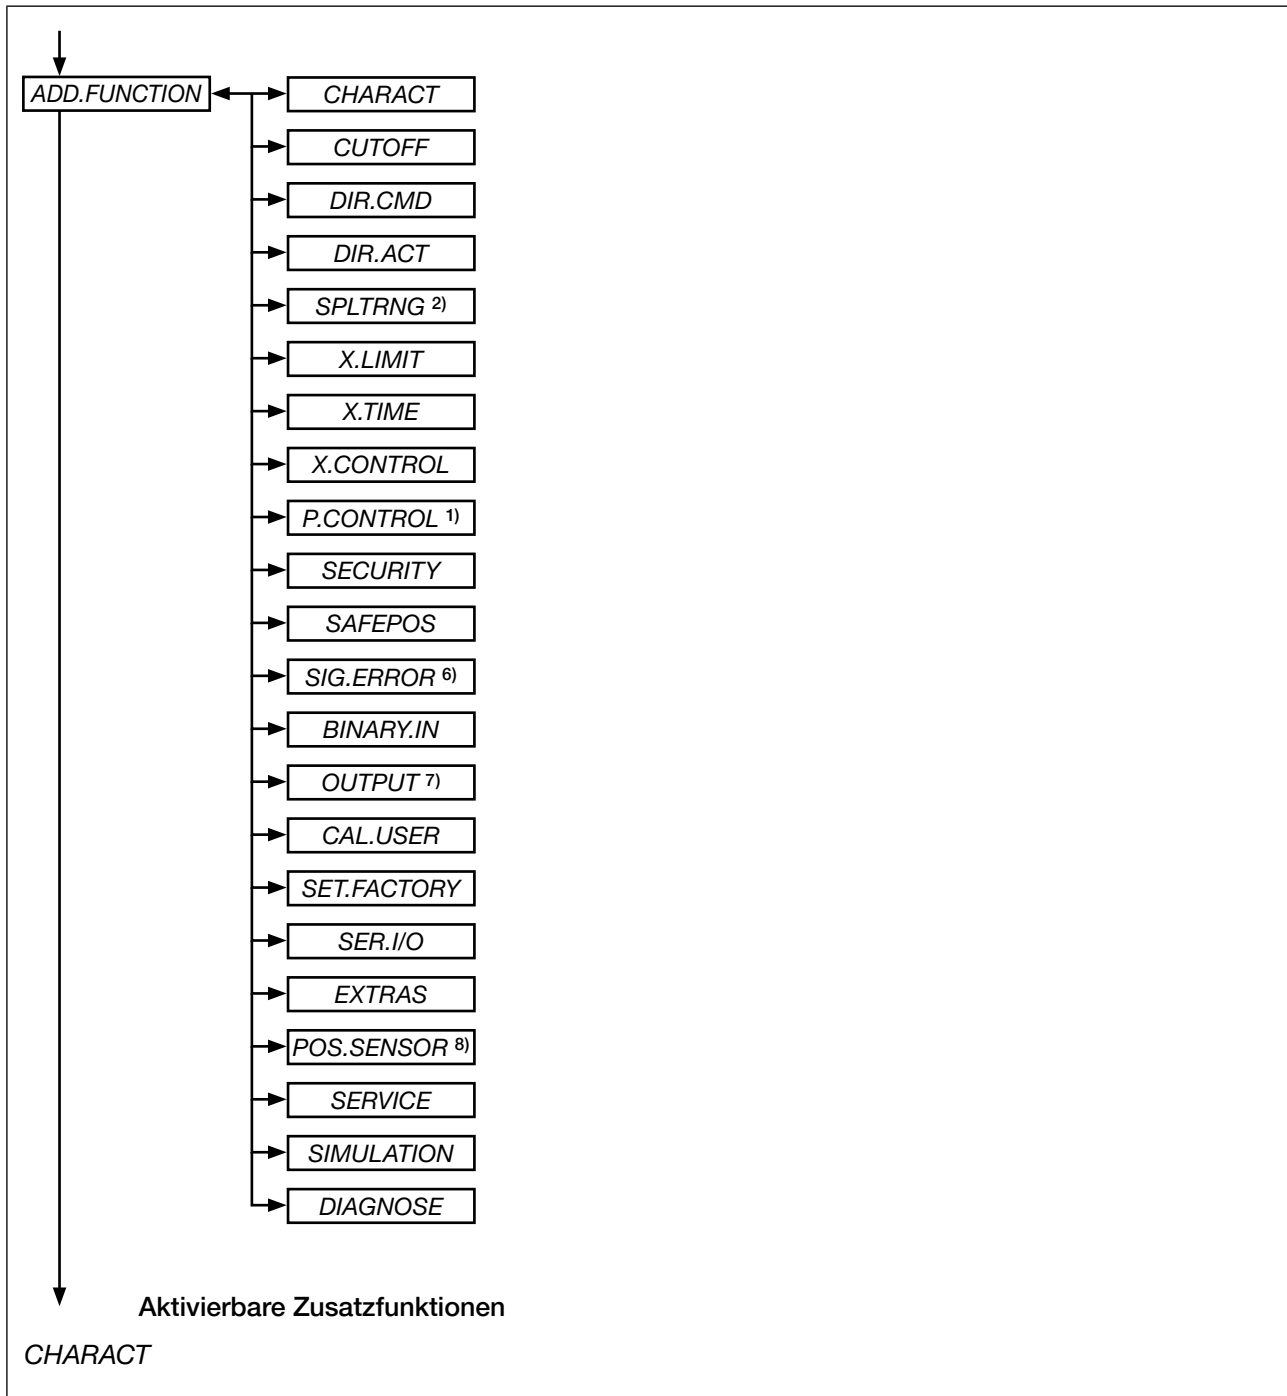 ADD.FUNCTION
CHARACT
CUTOFF
DIR.CMD
DIR.ACT
SPLTRNG 2)
X.LIMIT
X.TIME
X.CONTROL
P.CONTROL 1)
SECURITY
SAFEPOS
SIG.ERROR 6)
BINARY.IN
OUTPUT 7)
CAL.USER
SET.FACTORY
SER.I/O
EXTRAS
POS.SENSOR 8)
SERVICE
SIMULATION
DIAGNOSE
Aktivierbare Zusatzfunktionen
CHARACT